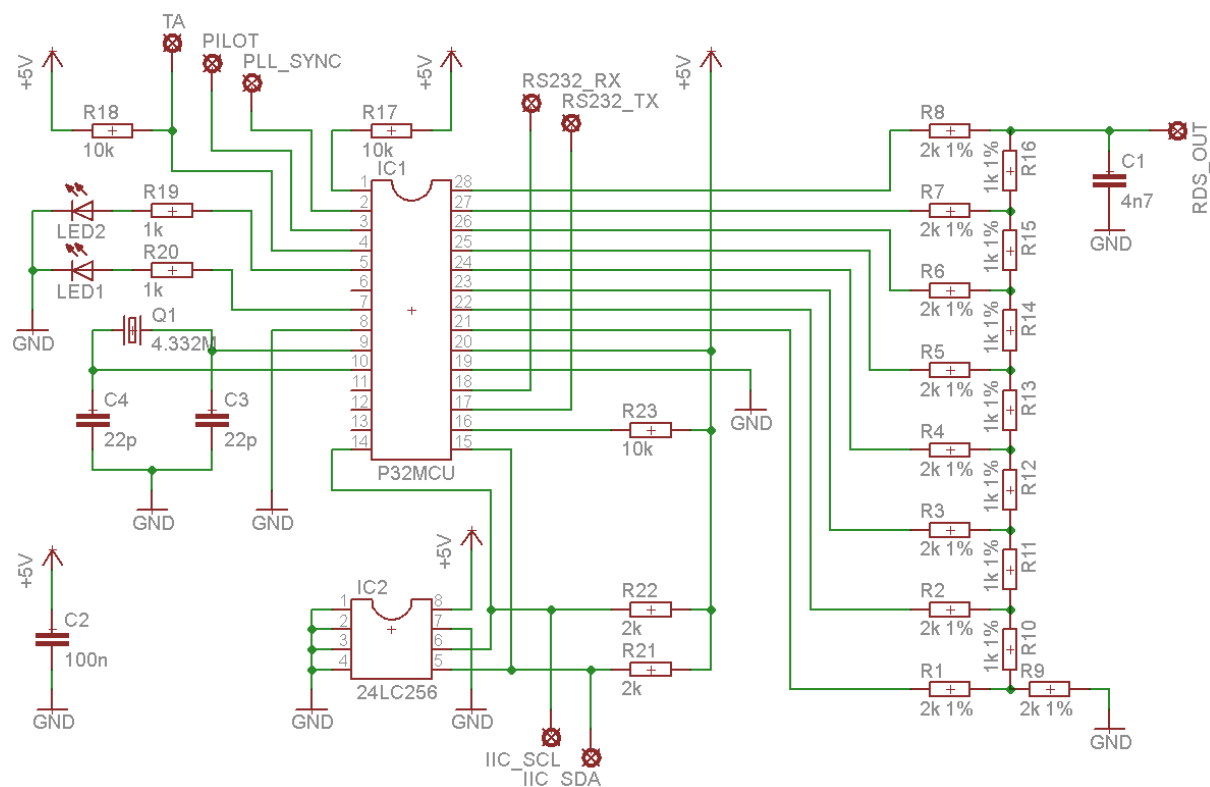 TA
PILOT
PLL_SYNC
+5V
R18
10k
+5V
R17
10k
RS232_RX
RS232_TX
+5V
R8
2k 1%
R16
1k 1%
C1
4n7
GND
RDS_OUT
IC1
1
2
3
4
5
6
7
8
9
10
11
12
13
14
28
27
26
25
24
23
22
21
20
19
18
17
16
15
P32MCU
R19
1k
LED2
R20
1k
LED1
GND
Q1
4.332M
C4
22p
C3
22p
GND
GND
R7
2k 1%
R15
1k 1%
R6
2k 1%
R14
1k 1%
R5
2k 1%
R13
1k 1%
GND
R23
10k
R4
2k 1%
R12
1k 1%
R3
2k 1%
R11
1k 1%
R2
2k 1%
R10
1k 1%
R1
2k 1%
R9
2k 1%
GND
+5V
C2
100n
GND
+5V
IC2
1
2
3
4
8
7
6
5
24LC256
GND
GND
R22
2k
R21
2k
IIC_SCL
IIC_SDA